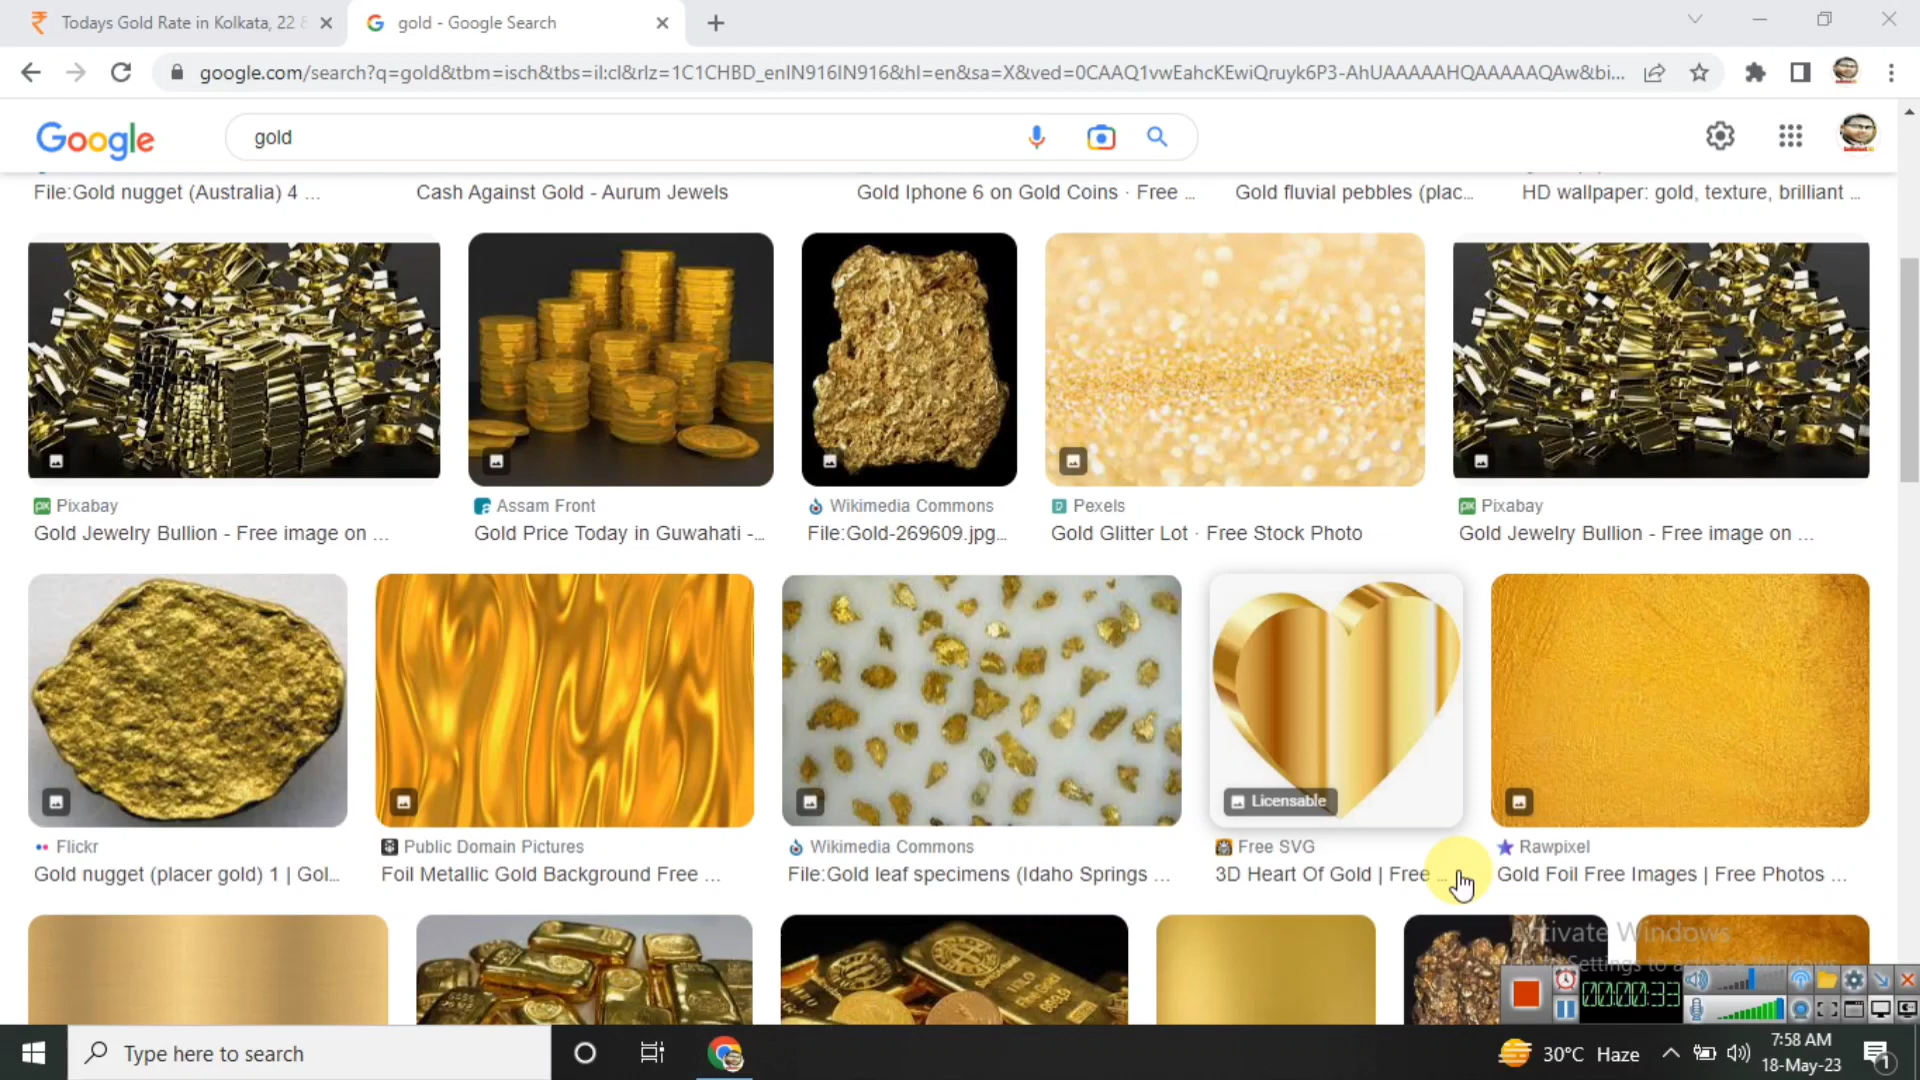 Todays Gold Rate in Kolkata, 22 &
gold - Google Search
google.com/search?q=gold&tbm=isch&tbs=il:cl&rlz=1C1CHBD_enIN916IN916&hl=en&sa=X&ved=0CAAQ1vwEahcKEwiQruyk6P3-AhUAAAAAHQAAAAAQAw&bi...
Google
gold
File:Gold nugget (Australia) 4 ...
Cash Against Gold - Aurum Jewels
Gold Iphone 6 on Gold Coins · Free ...
Gold fluvial pebbles (plac...
HD wallpaper: gold, texture, brilliant ...
Pixabay
Gold Jewelry Bullion - Free image on ...
Assam Front
Gold Price Today in Guwahati -...
Wikimedia Commons
File:Gold-269609.jpg...
Pexels
Gold Glitter Lot · Free Stock Photo
Pixabay
Gold Jewelry Bullion - Free image on ...
Licensable
Flickr
Gold nugget (placer gold) 1 | Gol...
Public Domain Pictures
Foil Metallic Gold Background Free ...
Wikimedia Commons
File:Gold leaf specimens (Idaho Springs ...
Free SVG
3D Heart Of Gold | Free ...
Rawpixel
Gold Foil Free Images | Free Photos ...
Activate Windows
Settings to
00:00:33
Type here to search
30°C Haze
7:58 AM
18-May-23
1